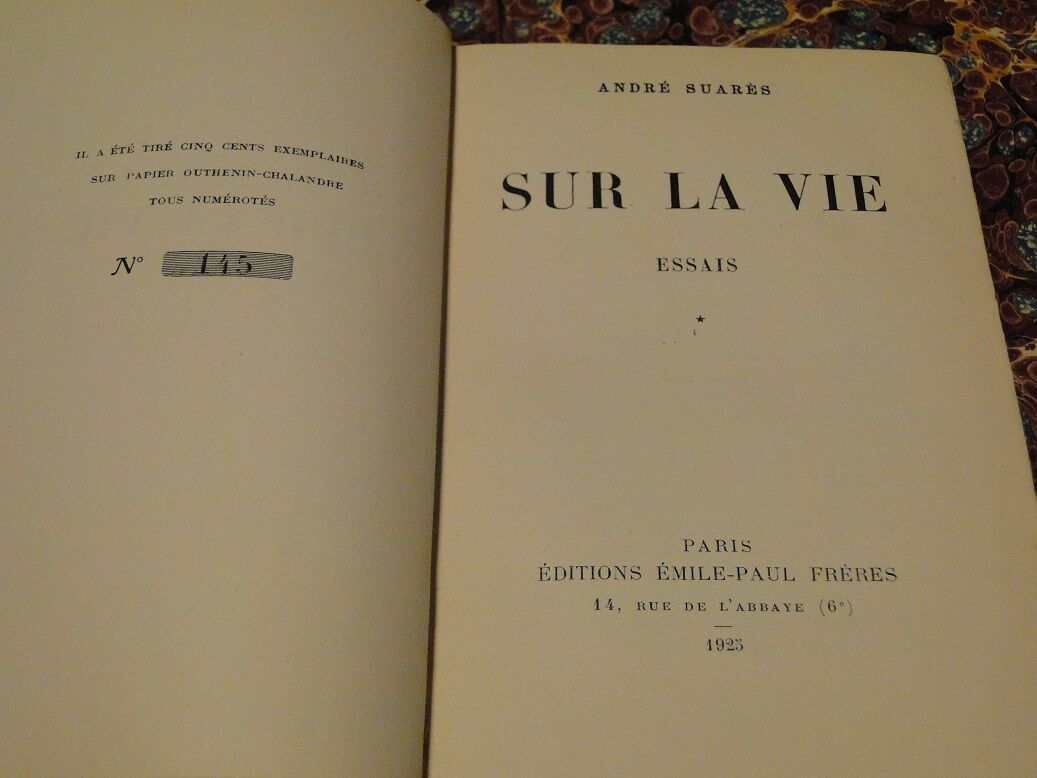 IL A ÉTÉ TIRÉ CINQ CENTS EXEMPLAIRES
SUR PAPIER OUTHENIN-CHALANDRE
TOUS NUMÉROTÉS
N° 145
ANDRÉ SUARÈS
SUR LA VIE
ESSAIS
★
PARIS
ÉDITIONS ÉMILE-PAUL FRÈRES
14, RUE DE L'ABBAYE (6e)
1925